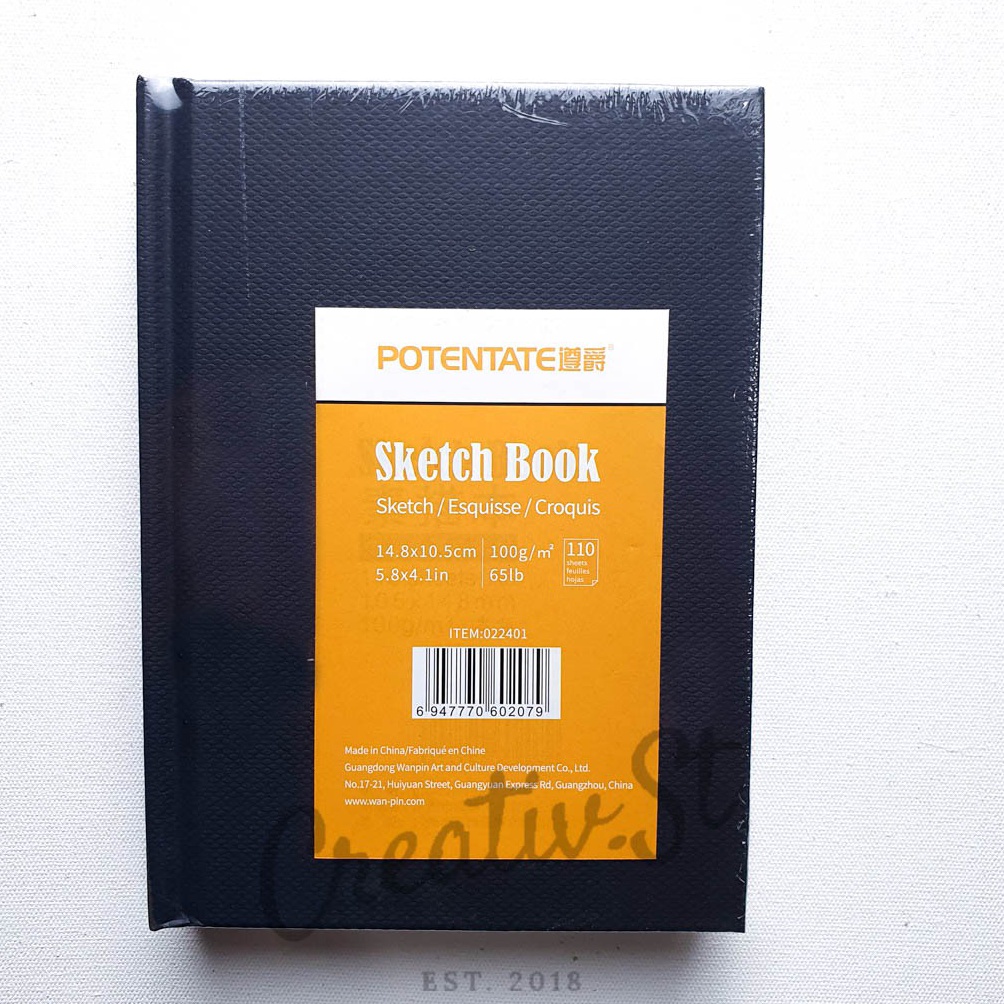 POTENTATE遵爵®
Sketch Book
Sketch / Esquisse / Croquis
14.8x10.5cm 100g/m² 110
sheets
feuilles
hojas
5.8x4.1in 65lb
ITEM:022401
6 947770 602079
Made in China/Fabriqué en Chine
Guangdong Wanpin Art and Culture Development Co., Ltd.
No.17-21, Huiyuan Street, Guangyuan Express Rd, Guangzhou, China
www.wan-pin.com
Creativ.St
EST. 2018